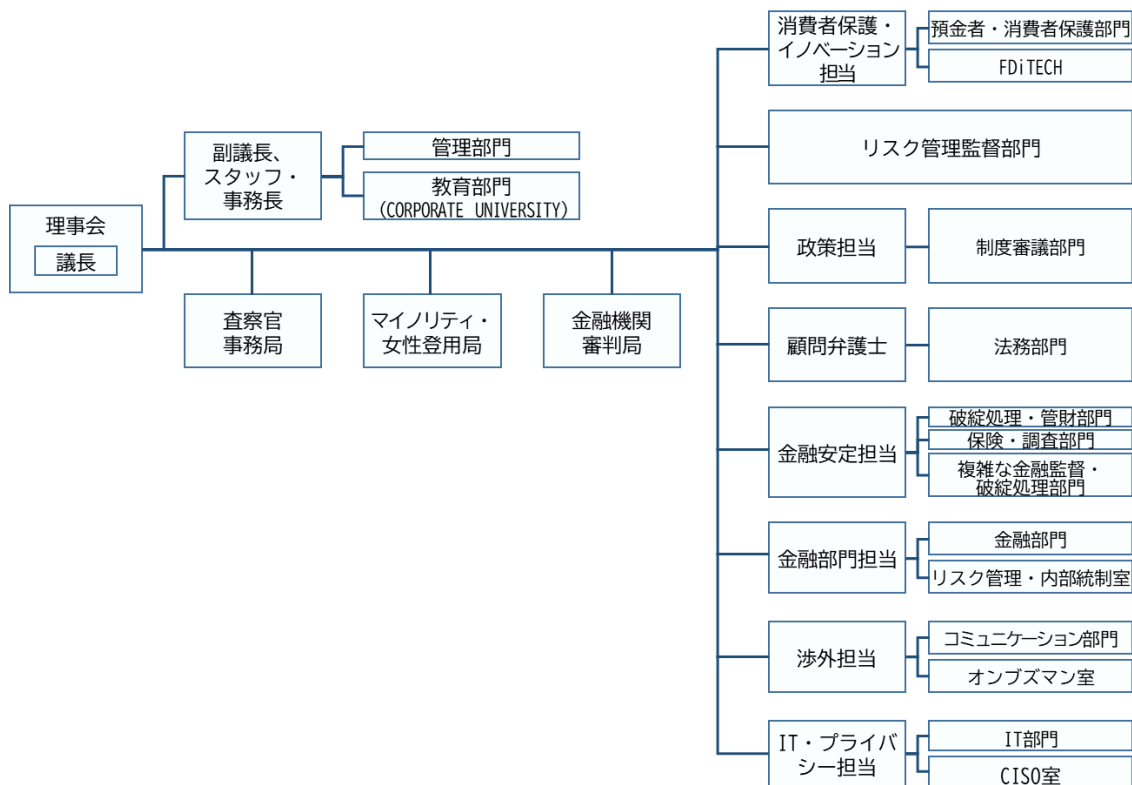 理事会
議長
副議長、
スタッフ・
事務長
管理部門
教育部門
(CORPORATE UNIVERSITY)
査察官
事務局
マイノリティ・
女性登用局
金融機関
審判局
消費者保護・
イノベーション
担当
預金者・消費者保護部門
FDiTECH
リスク管理監督部門
政策担当
制度審議部門
顧問弁護士
法務部門
金融安定担当
破綻処理・管財部門
保険・調査部門
複雑な金融監督・
破綻処理部門
金融部門担当
金融部門
リスク管理・内部統制室
渉外担当
コミュニケーション部門
オンブズマン室
IT・プライバ
シー担当
IT部門
CISO室